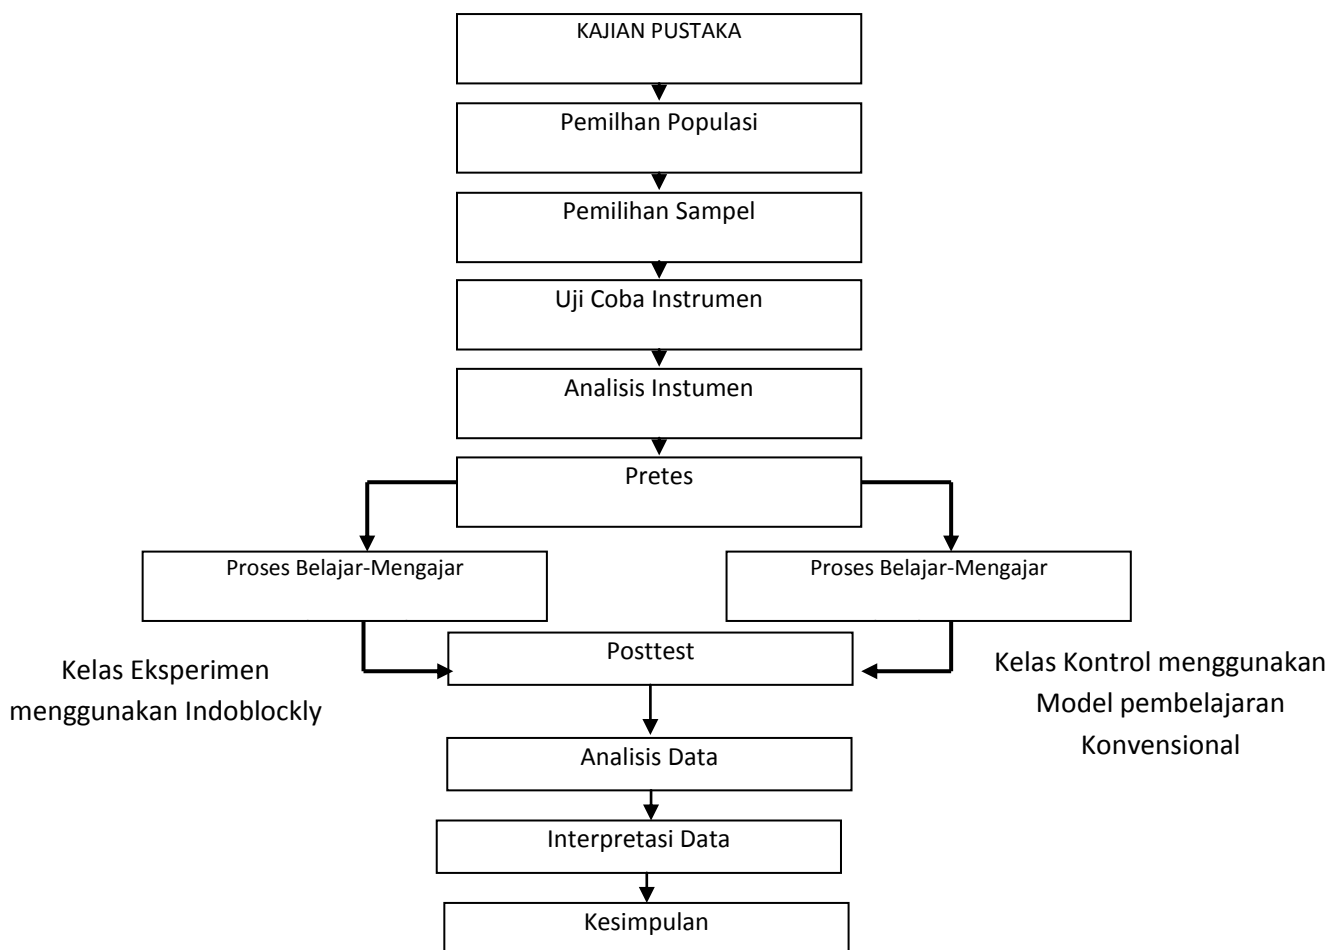 KAJIAN PUSTAKA
Pemilhan Populasi
Pemilihan Sampel
Uji Coba Instrumen
Analisis Instumen
Pretes
Proses Belajar-Mengajar
Proses Belajar-Mengajar
Posttest
Kelas Eksperimen
menggunakan Indoblockly
Kelas Kontrol menggunakan
Model pembelajaran
Konvensional
Analisis Data
Interpretasi Data
Kesimpulan